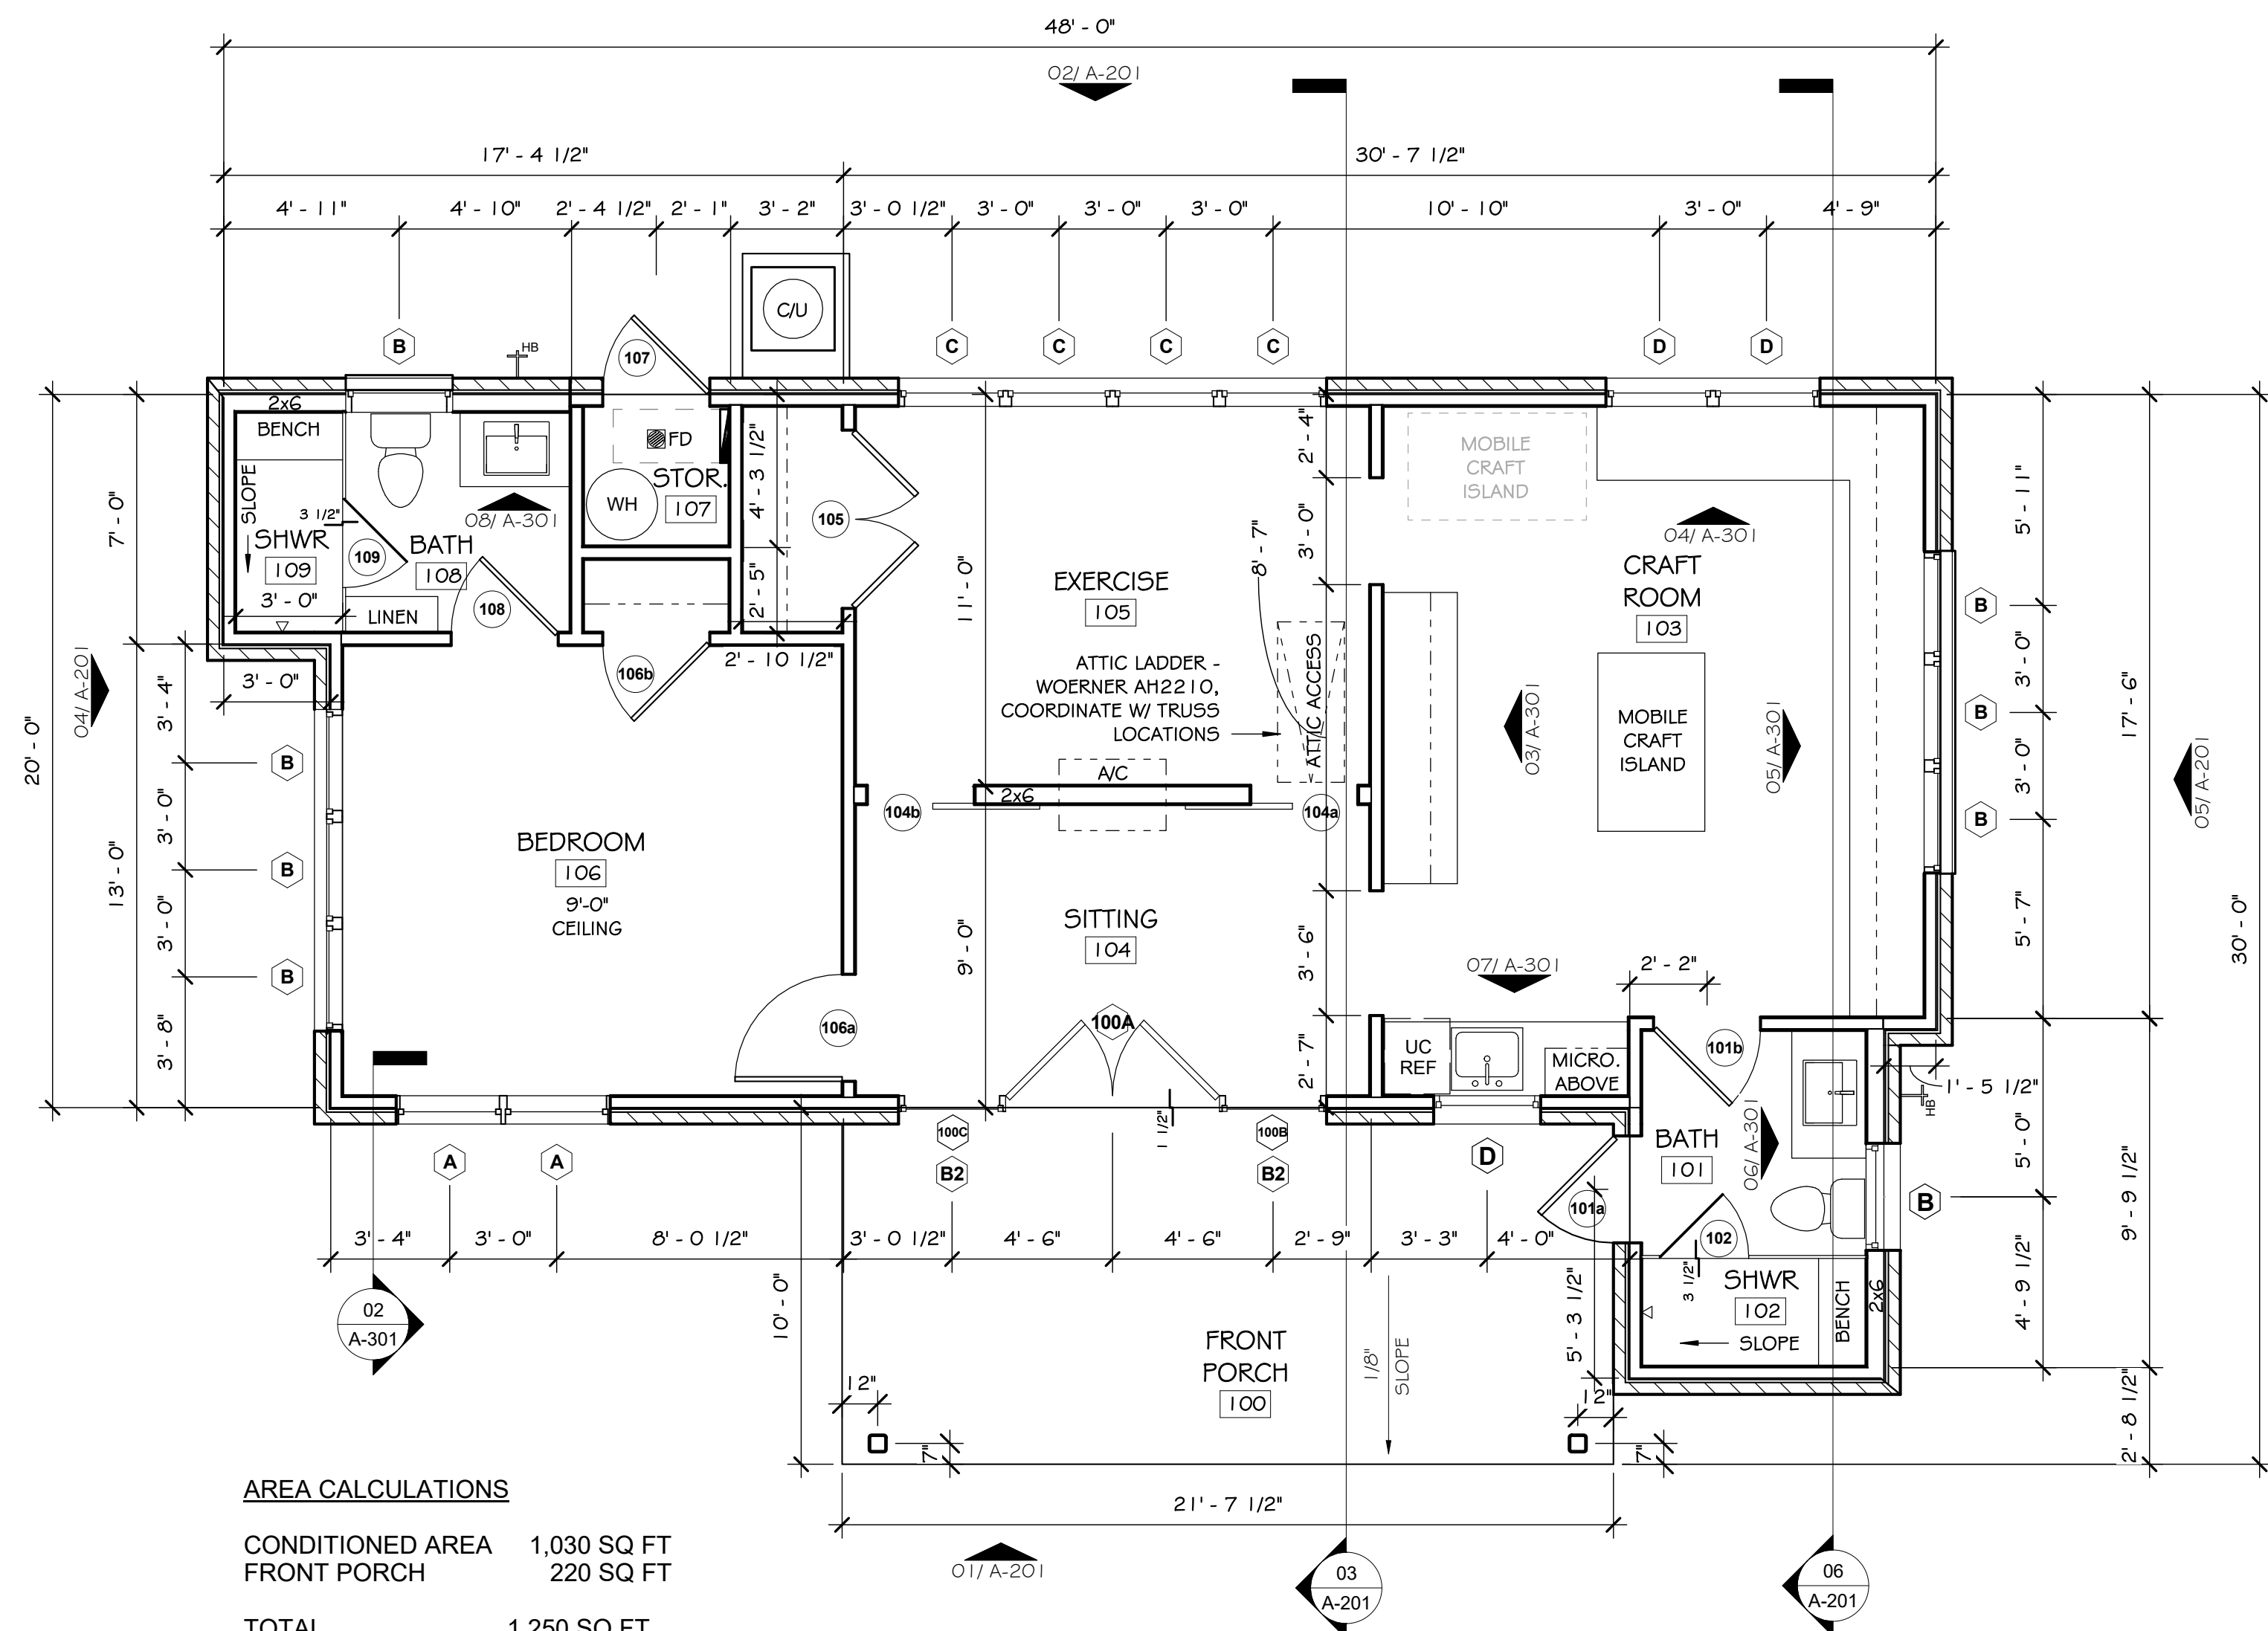 48' - 0"
02/ A-201
17' - 4 1/2"
30' - 7 1/2"
4' - 11"
4' - 10"
2' - 4 1/2"
2' - 1"
3' - 2"
3' - 0 1/2"
3' - 0"
3' - 0"
3' - 0"
10' - 10"
3' - 0"
4' - 9"
C/U
B
HB
107
C
C
C
C
D
D
2x6
BENCH
SLOPE
3 1/2"
SHWR
109
3' - 0"
109
BATH
108
LINEN
08/ A-301
108
FD
STOR.
107
WH
4' - 3 1/2"
2' - 5"
105
2' - 10 1/2"
106b
11' - 0"
EXERCISE
105
ATTIC LADDER -
WOERNER AH2210,
COORDINATE W/ TRUSS
LOCATIONS
ATTIC ACCESS
8' - 7"
2' - 4"
3' - 0"
MOBILE
CRAFT
ISLAND
04/ A-301
CRAFT
ROOM
103
MOBILE
CRAFT
ISLAND
03/ A-301
05/ A-301
5' - 11"
B
3' - 0"
B
3' - 0"
B
5' - 7"
17' - 6"
05/ A-201
30' - 0"
7' - 0"
04/ A-201
20' - 0"
13' - 0"
3' - 0"
3' - 4"
B
3' - 0"
B
3' - 0"
B
3' - 8"
BEDROOM
106
9'-0"
CEILING
106a
A/C
2x6
104b
104a
9' - 0"
SITTING
104
100A
3' - 6"
2' - 7"
07/ A-301
2' - 2"
UC
REF
MICRO.
ABOVE
101b
1' - 5 1/2"
HB
BATH
101
06/ A-301
5' - 0"
B
9' - 9 1/2"
4' - 9 1/2"
2' - 8 1/2"
1 1/2"
100C
B2
100B
B2
D
A
A
101a
102
3' - 4"
3' - 0"
8' - 0 1/2"
3' - 0 1/2"
4' - 6"
4' - 6"
2' - 9"
3' - 3"
4' - 0"
02
A-301
10' - 0"
5' - 3 1/2"
3 1/2"
SHWR
102
SLOPE
BENCH
2x6
FRONT
PORCH
100
1/8"
SLOPE
12"
12"
7"
7"
21' - 7 1/2"
01/ A-201
03
A-201
06
A-201
AREA CALCULATIONS
CONDITIONED AREA 1,030 SQ FT
FRONT PORCH 220 SQ FT
TOTAL 1,250 SQ FT